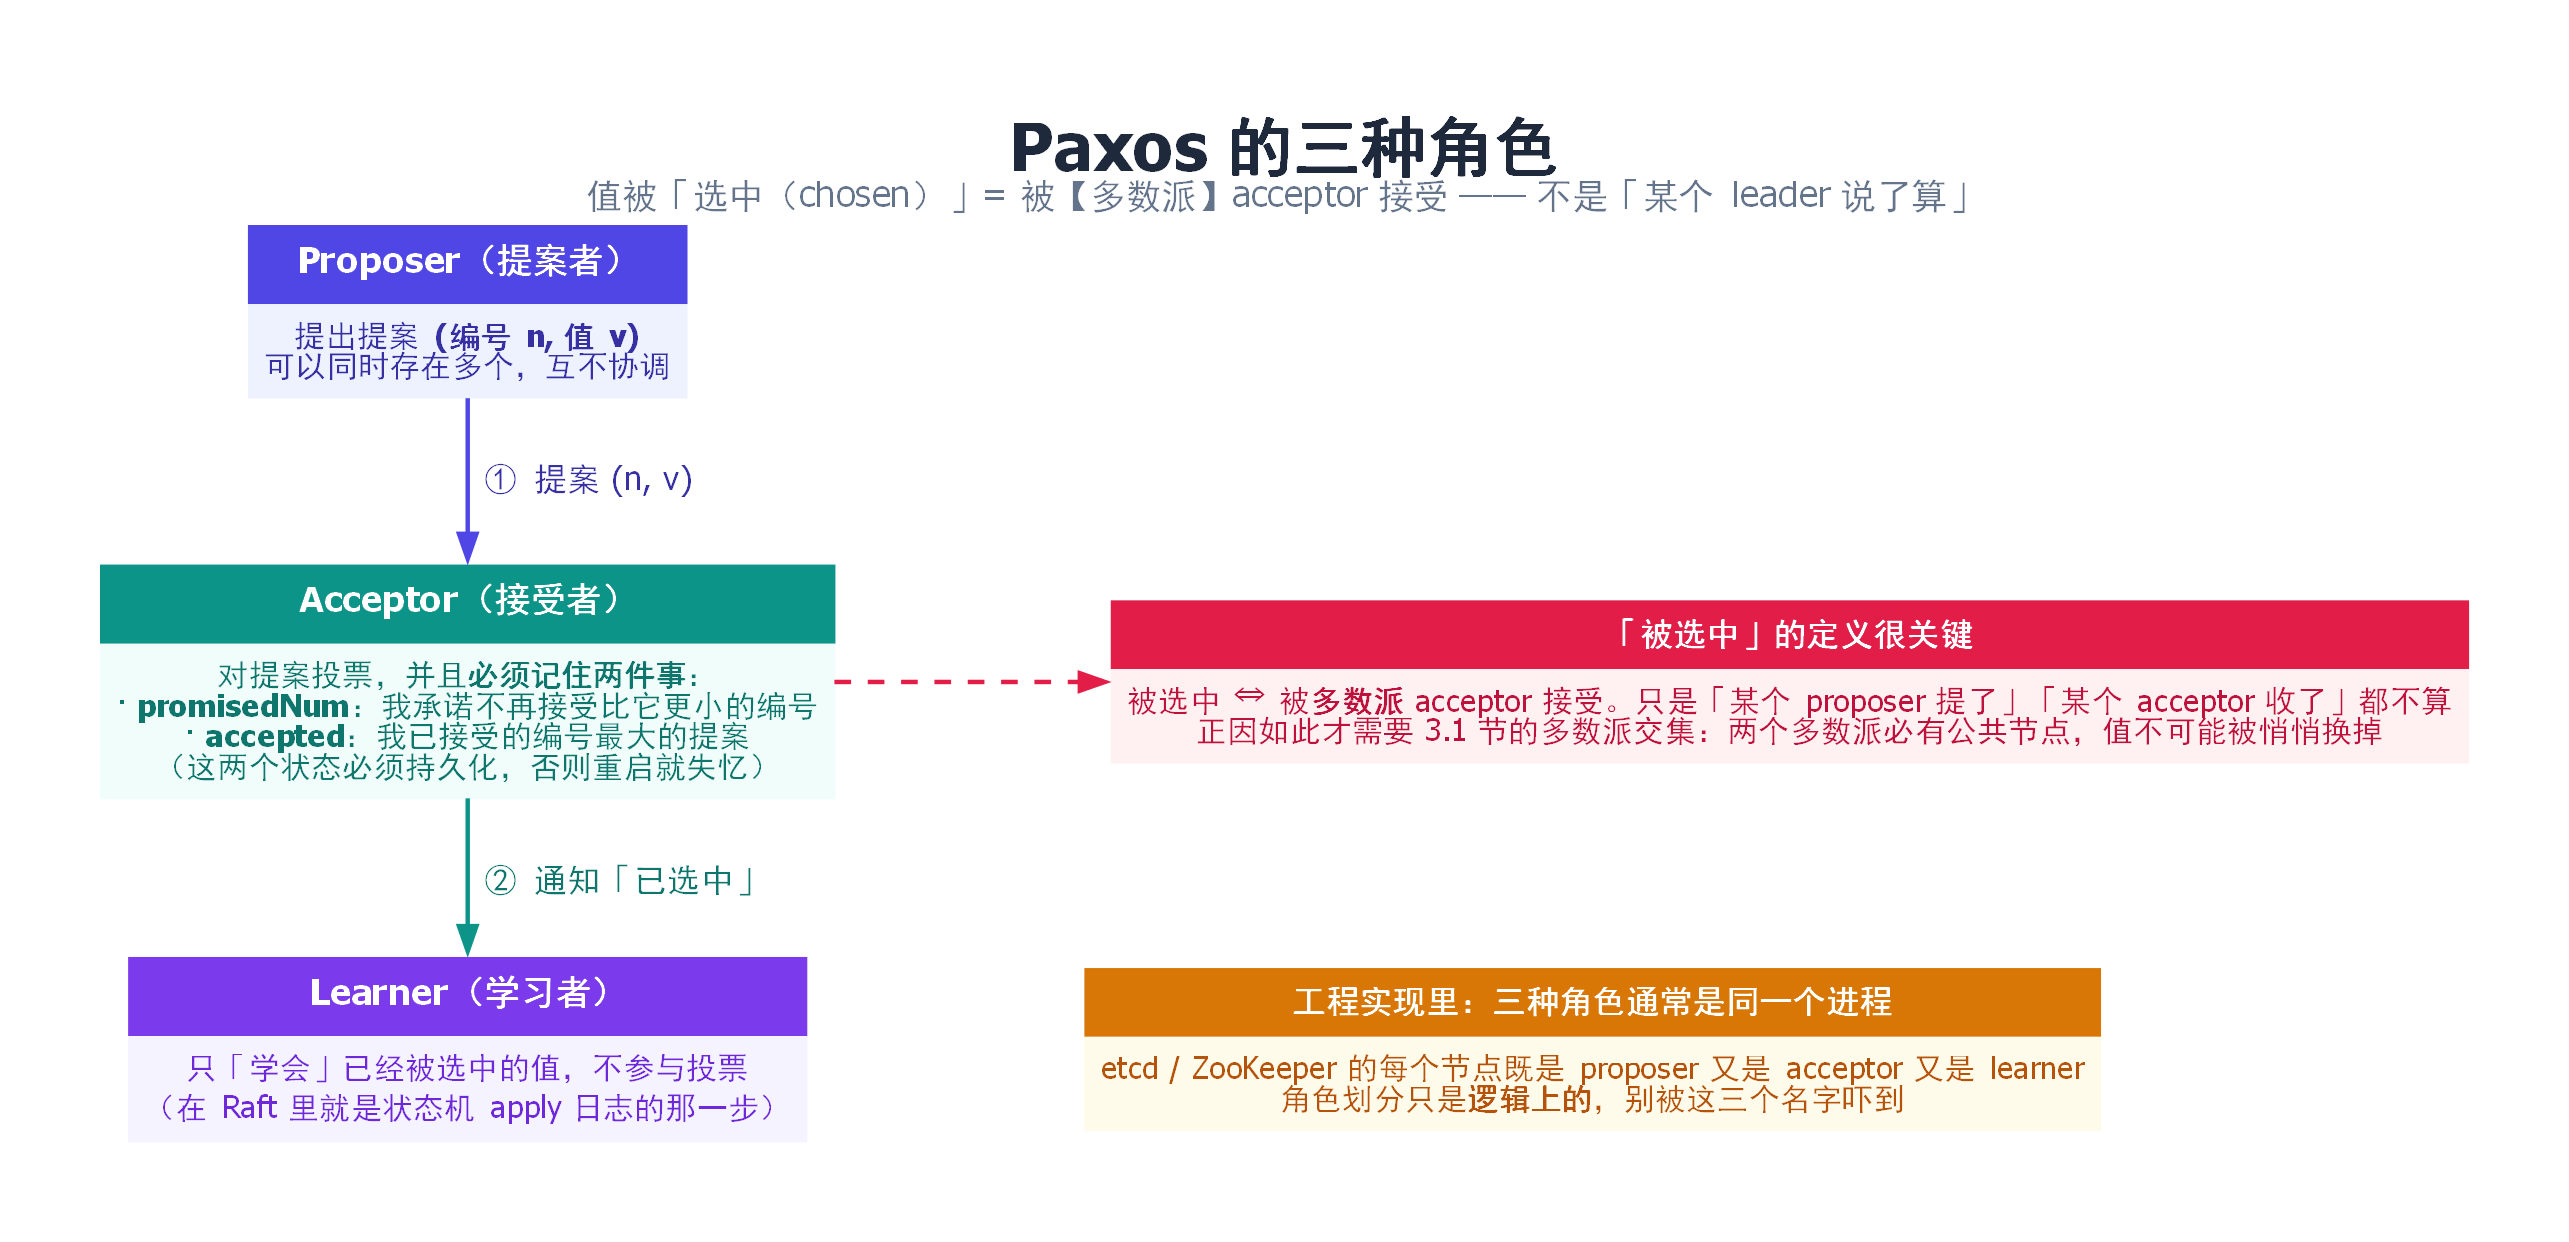 Paxos 的三种角色
值被「选中（chosen）」= 被【多数派】acceptor 接受 —— 不是「某个 leader 说了算」
Proposer（提案者）
提出提案 (编号 n, 值 v)
可以同时存在多个，互不协调
① 提案 (n, v)
Acceptor（接受者）
对提案投票，并且必须记住两件事：
· promisedNum：我承诺不再接受比它更小的编号
· accepted：我已接受的编号最大的提案
（这两个状态必须持久化，否则重启就失忆）
「被选中」的定义很关键
被选中 ⇔ 被多数派 acceptor 接受。只是「某个 proposer 提了」「某个 acceptor 收了」都不算
正因如此才需要 3.1 节的多数派交集：两个多数派必有公共节点，值不可能被悄悄换掉
② 通知「已选中」
Learner（学习者）
只「学会」已经被选中的值，不参与投票
（在 Raft 里就是状态机 apply 日志的那一步）
工程实现里：三种角色通常是同一个进程
etcd / ZooKeeper 的每个节点既是 proposer 又是 acceptor 又是 learner
角色划分只是逻辑上的，别被这三个名字吓到